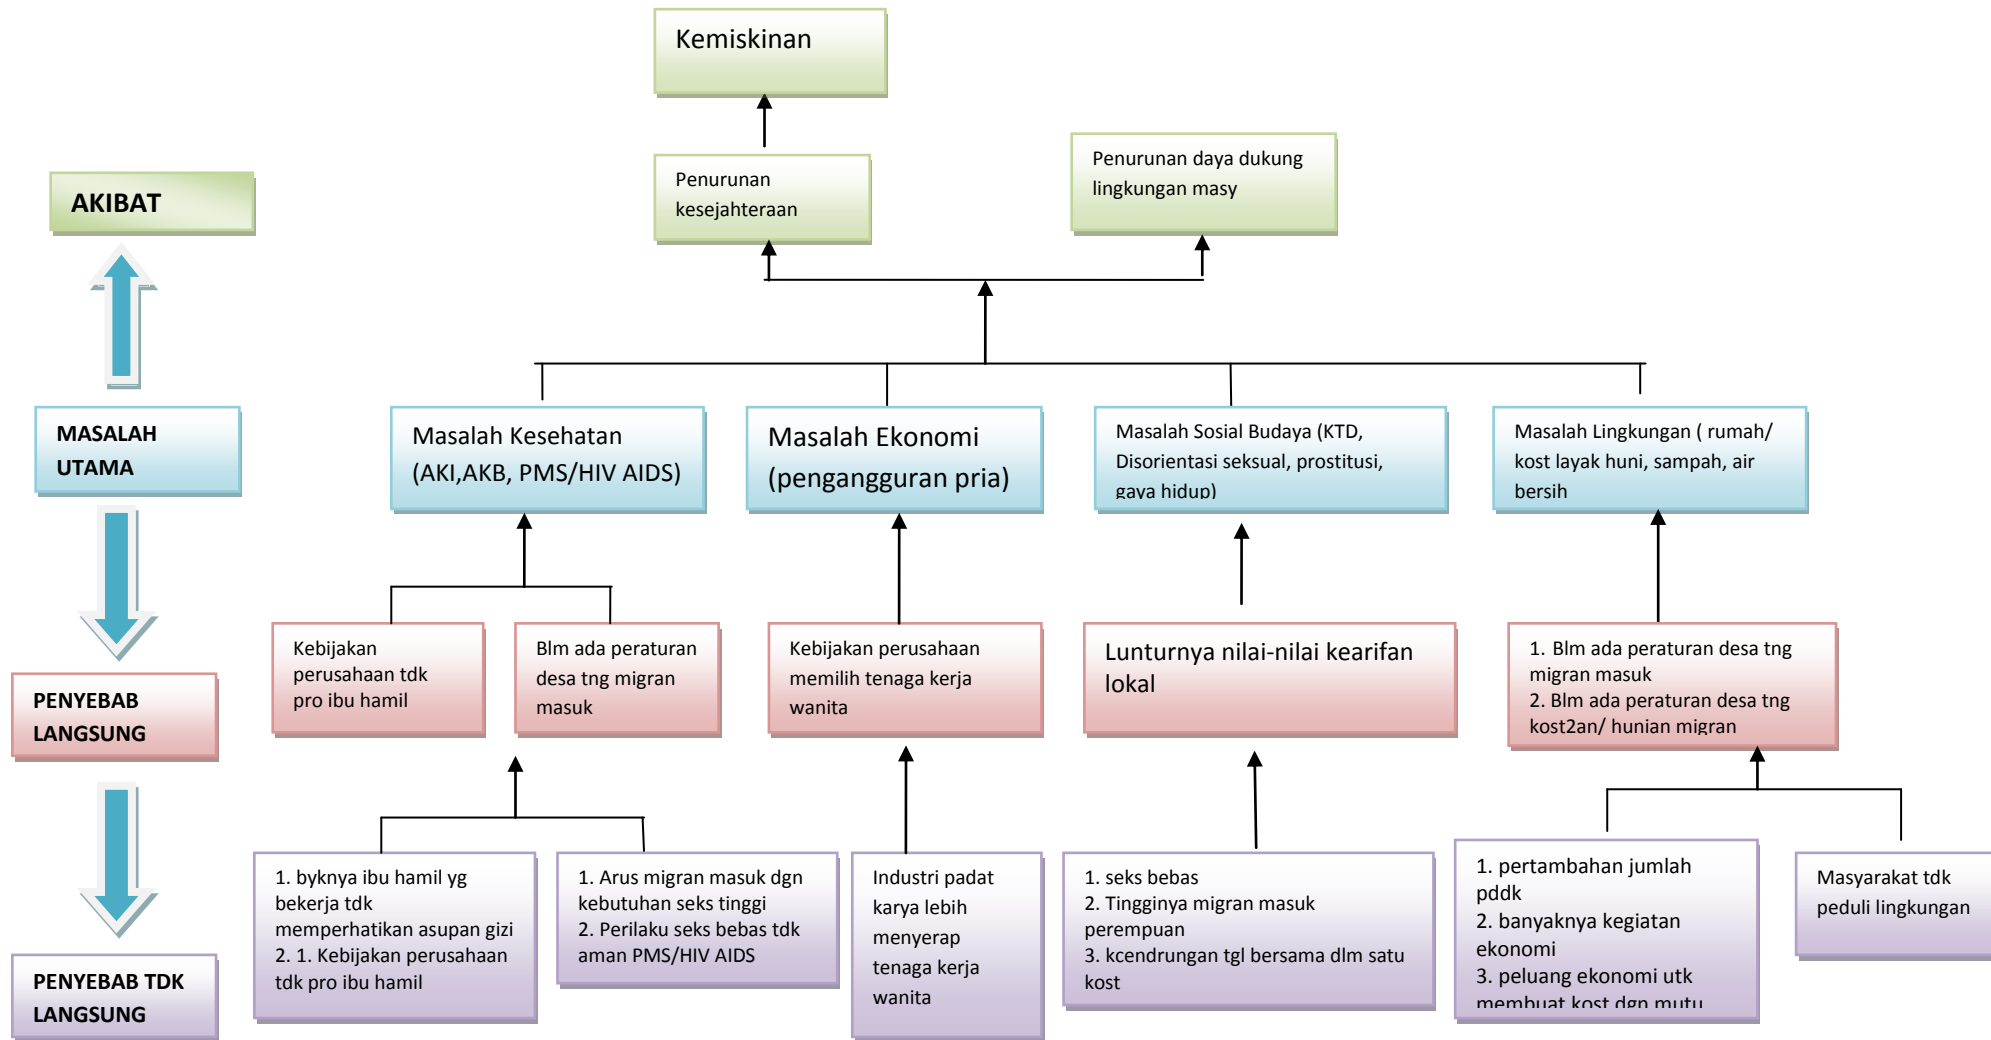 Kemiskinan
Penurunan
kesejahteraan
Penurunan daya dukung
lingkungan masy
AKIBAT
MASALAH
UTAMA
Masalah Kesehatan
(AKI,AKB, PMS/HIV AIDS)
Masalah Ekonomi
(pengangguran pria)
Masalah Sosial Budaya (KTD,
Disorientasi seksual, prostitusi,
gaya hidup)
Masalah Lingkungan ( rumah/
kost layak huni, sampah, air
bersih
PENYEBAB
LANGSUNG
Kebijakan
perusahaan tdk
pro ibu hamil
Blm ada peraturan
desa tng migran
masuk
Kebijakan perusahaan
memilih tenaga kerja
wanita
Lunturnya nilai-nilai kearifan
lokal
1. Blm ada peraturan desa tng
migran masuk
2. Blm ada peraturan desa tng
kost2an/ hunian migran
PENYEBAB TDK
LANGSUNG
1. byknya ibu hamil yg
bekerja tdk
memperhatikan asupan gizi
2. 1. Kebijakan perusahaan
tdk pro ibu hamil
1. Arus migran masuk dgn
kebutuhan seks tinggi
2. Perilaku seks bebas tdk
aman PMS/HIV AIDS
Industri padat
karya lebih
menyerap
tenaga kerja
wanita
1. seks bebas
2. Tingginya migran masuk
perempuan
3. kcendrungan tgl bersama dlm satu
kost
1. pertambahan jumlah
pddk
2. banyaknya kegiatan
ekonomi
3. peluang ekonomi utk
membuat kost dgn mutu
Masyarakat tdk
peduli lingkungan